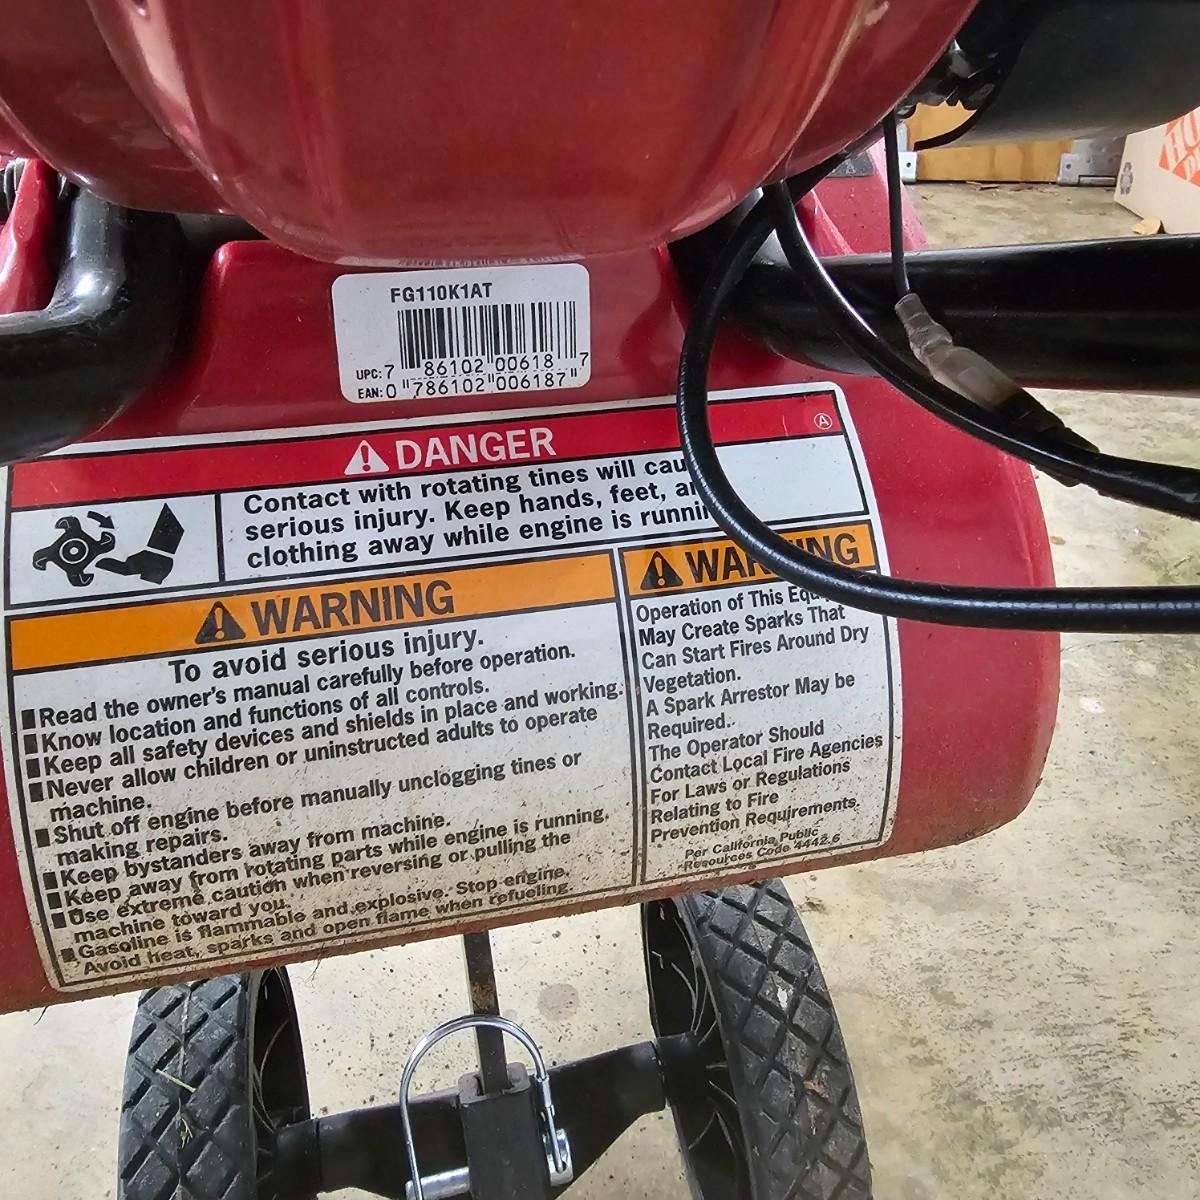 FG110K1AT
UPC: 7 86102 00618 7
EAN: 0 786102 006187
DANGER
A
Contact with rotating tines will
serious injury. Keep hands, feet,
clothing away while engine is
WARNING
To avoid serious injury.
Read the owner's manual carefully before operation.
Know location and functions of all controls.
Keep all safety devices and shields in place and working.
Never allow children or uninstructed adults to operate
machine.
Shut off engine before manually unclogging tines or
making repairs.
Keep bystanders away from machine.
Keep away from rotating parts while engine is running.
Use extreme caution when reversing or pulling the
machine toward you.
Gasoline is flammable and explosive. Stop engine.
Avoid heat, sparks and open flame when refueling.
WARNING
Operation of This
May Create Sparks That
Can Start Fires Around Dry
Vegetation.
A Spark Arrestor May be
Required..
The Operator Should
Contact Local Fire Agencies
For Laws or Regulations
Relating to Fire
Prevention Requirements.
Per California Public
Resources Code 4442.6